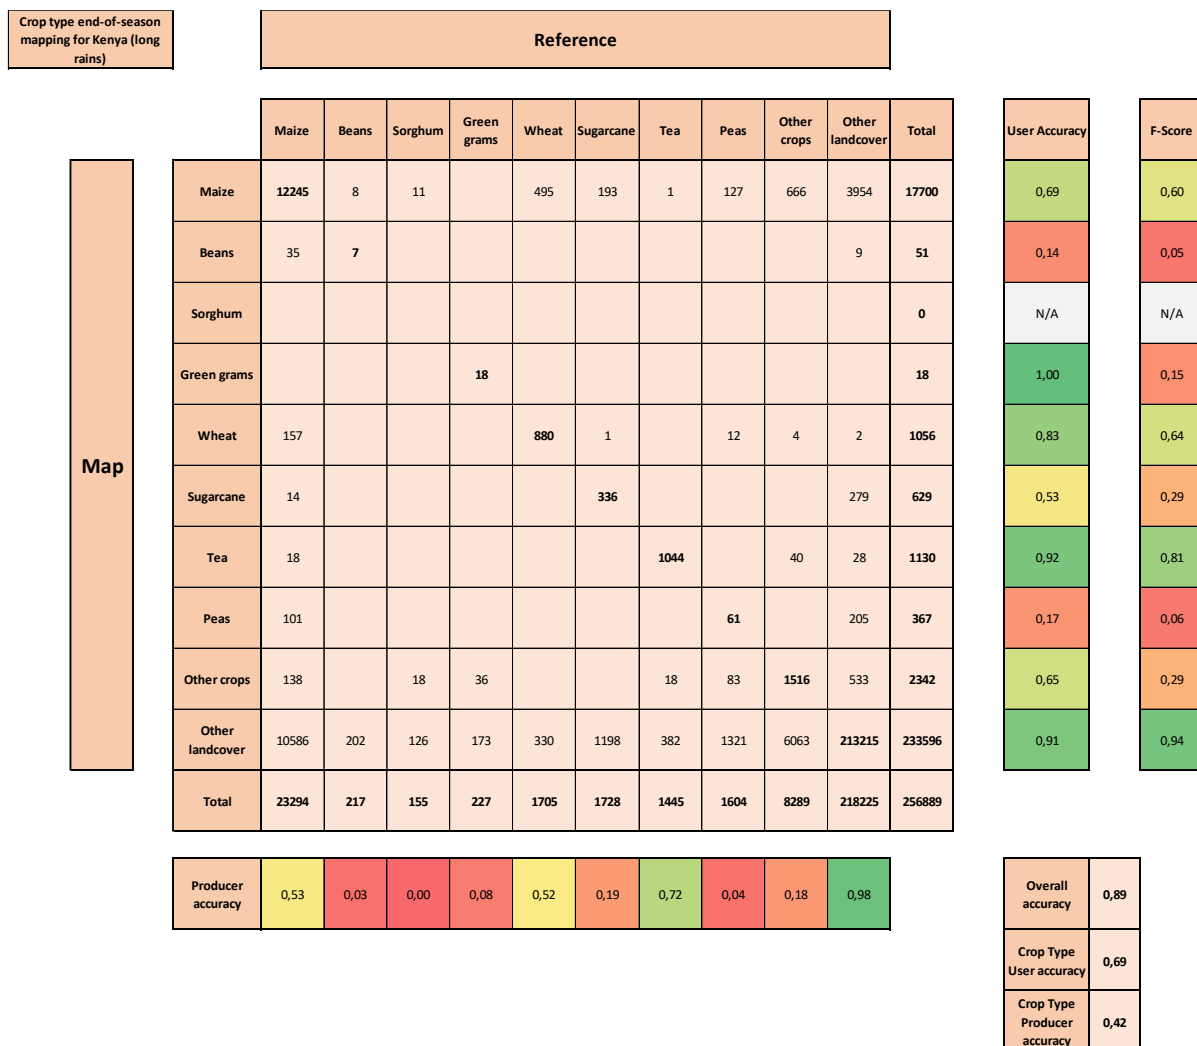 Crop type end-of-season
mapping for Kenya (long
rains)
Reference
Maize Beans Sorghum Green grams Wheat Sugarcane Tea Peas Other crops Other landcover Total User Accuracy F-Score
Map
Maize 12245 8 11 495 193 1 127 666 3954 17700 0,69 0,60
Beans 35 7 9 51 0,14 0,05
Sorghum 0 N/A N/A
Green grams 18 18 1,00 0,15
Wheat 157 880 1 12 4 2 1056 0,83 0,64
Sugarcane 14 336 279 629 0,53 0,29
Tea 18 1044 40 28 1130 0,92 0,81
Peas 101 61 205 367 0,17 0,06
Other crops 138 18 36 18 83 1516 533 2342 0,65 0,29
Other landcover 10586 202 126 173 330 1198 382 1321 6063 213215 233596 0,91 0,94
Total 23294 217 155 227 1705 1728 1445 1604 8289 218225 256889
Producer accuracy 0,53 0,03 0,00 0,08 0,52 0,19 0,72 0,04 0,18 0,98
Overall accuracy 0,89
Crop Type User accuracy 0,69
Crop Type Producer accuracy 0,42